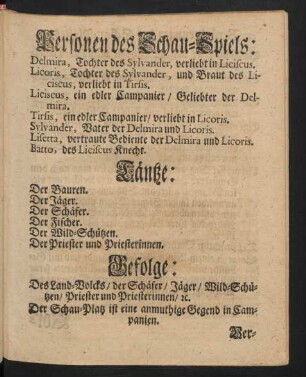 Personen des Schau-Spiels:
Delmira, Tochter des Sylvander, verliebt in Liciscus.
Licoris, Tochter des Sylvander, und Braut des Li-
ciscus, verliebt in Tirsis.
Liciscus, ein edler Campanier / Geliebter der Del-
mira.
Tirsis, ein edler Campanier / verliebt in Licoris.
Sylvander, Vater der Delmira und Licoris.
Lisetta, vertraute Bediente der Delmira und Licoris.
Batto, des Liciscus Knecht.
Täntze:
Der Bauren.
Der Jäger.
Der Schäfer.
Der Fischer.
Der Wild-Schützen.
Der Priester und Priesterinnen.
Gefolge:
Des Land-Volcks / der Schäfer / Jäger / Wild-Schü-
tzen / Priester und Priesterinnen / ꝛc.
Der Schau-Platz ist eine anmuthige Gegend in Cam-
panien.
Ver-